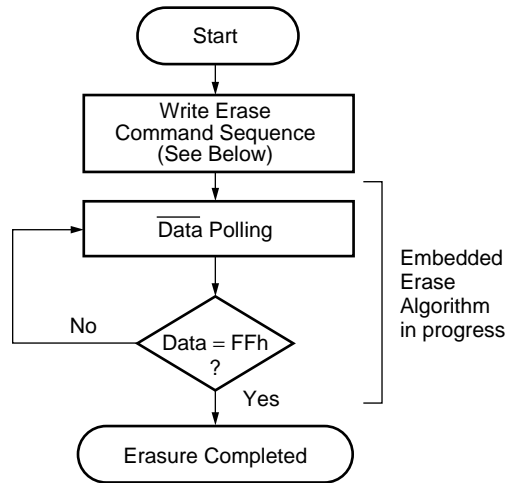 Start
Write Erase
Command Sequence
(See Below)
Data Polling
Embedded
Erase
Algorithm
in progress
No
Data = FFh
?
Yes
Erasure Completed